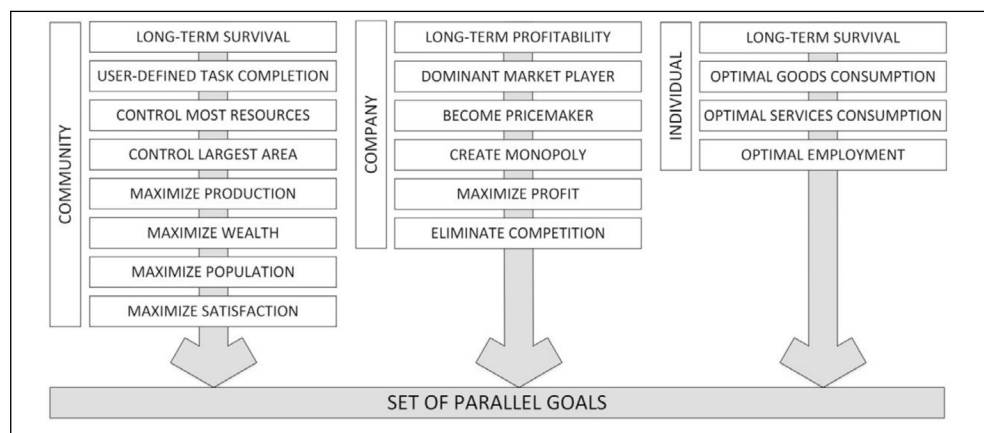 COMMUNITY
LONG-TERM SURVIVAL
USER-DEFINED TASK COMPLETION
CONTROL MOST RESOURCES
CONTROL LARGEST AREA
MAXIMIZE PRODUCTION
MAXIMIZE WEALTH
MAXIMIZE POPULATION
MAXIMIZE SATISFACTION
COMPANY
LONG-TERM PROFITABILITY
DOMINANT MARKET PLAYER
BECOME PRICEMAKER
CREATE MONOPOLY
MAXIMIZE PROFIT
ELIMINATE COMPETITION
INDIVIDUAL
LONG-TERM SURVIVAL
OPTIMAL GOODS CONSUMPTION
OPTIMAL SERVICES CONSUMPTION
OPTIMAL EMPLOYMENT
SET OF PARALLEL GOALS